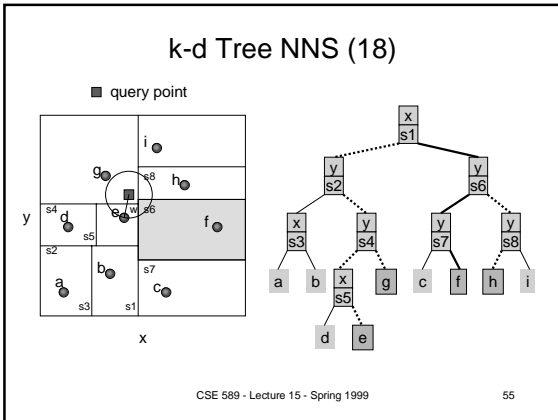 k-d Tree NNS (18)
query point
i
g
s8
h
e
w
s6
s4
d
s5
f
y
s2
b
s7
a
s3
s1
c
x
x
s1
y
s2
y
s6
x
s3
y
s4
y
s7
y
s8
a
b
x
s5
g
c
f
h
i
d
e
CSE 589 - Lecture 15 - Spring 1999
55